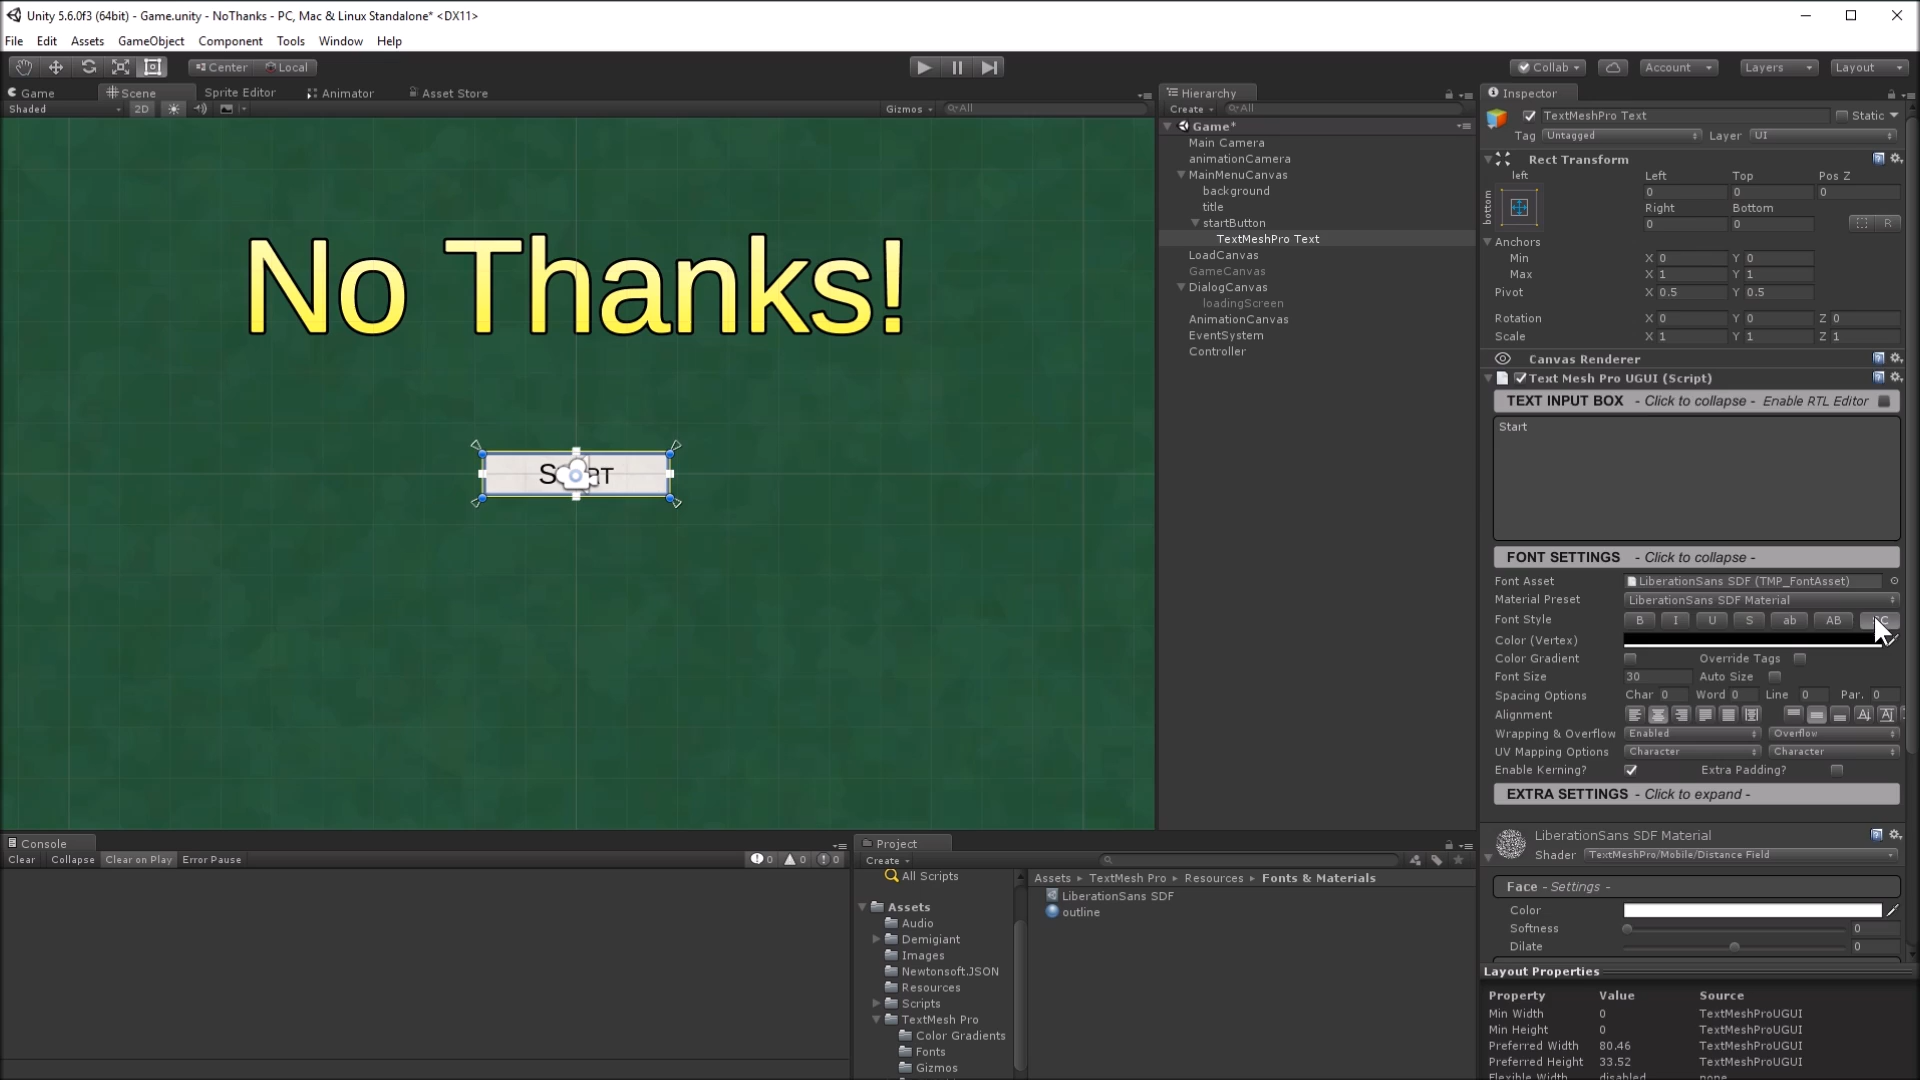 Unity 5.6.0f3 (64bit) - Game.unity - NoThanks - PC, Mac & Linux Standalone* <DX11>
File Edit Assets GameObject Component Tools Window Help
Center Local Collab Account Layers Layout
Game Scene Sprite Editor Animator Asset Store
Shaded 2D Gizmos All
No Thanks!
Hierarchy
Create All
Game*
Main Camera
animationCamera
MainMenuCanvas
background
title
startButton
TextMeshPro Text
LoadCanvas
GameCanvas
DialogCanvas
loadingScreen
AnimationCanvas
EventSystem
Controller
Inspector
TextMeshPro Text Static
Tag Untagged Layer UI
Rect Transform
left Left Top Pos Z
bottom 0 0 0
Right Bottom
0 0 R
Anchors
Min X 0 Y 0
Max X 1 Y 1
Pivot X 0.5 Y 0.5
Rotation X 0 Y 0 Z 0
Scale X 1 Y 1 Z 1
Canvas Renderer
Text Mesh Pro UGUI (Script)
TEXT INPUT BOX - Click to collapse - Enable RTL Editor
Start
FONT SETTINGS - Click to collapse -
Font Asset LiberationSans SDF (TMP_FontAsset)
Material Preset LiberationSans SDF Material
Font Style B I U S ab AB
Color (Vertex)
Color Gradient Override Tags
Font Size 30 Auto Size
Spacing Options Char 0 Word 0 Line 0 Par. 0
Alignment
Wrapping & Overflow Enabled Overflow
UV Mapping Options Character Character
Enable Kerning? Extra Padding?
EXTRA SETTINGS - Click to expand -
LiberationSans SDF Material
Shader TextMeshPro/Mobile/Distance Field
Face - Settings -
Color
Softness 0
Dilate 0
Layout Properties
Property Value Source
Min Width 0 TextMeshProUGUI
Min Height 0 TextMeshProUGUI
Preferred Width 80.46 TextMeshProUGUI
Preferred Height 33.52 TextMeshProUGUI
Flexible Width disabled none
Console
Clear Collapse Clear on Play Error Pause 0 0 0
Project
Create
All Scripts
Assets
Audio
Demigiant
Images
Newtonsoft.JSON
Resources
Scripts
TextMesh Pro
Color Gradients
Fonts
Gizmos
Assets TextMesh Pro Resources Fonts & Materials
LiberationSans SDF
outline